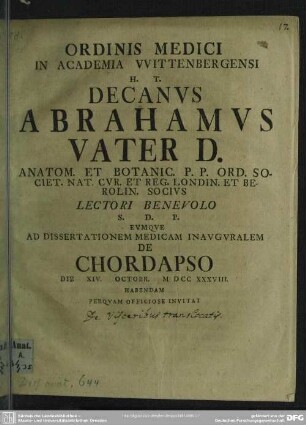 17.
ORDINIS MEDICI
IN ACADEMIA VVITTENBERGENSI
H. T.
DECANVS
ABRAHAMVS
VATER D.
ANATOM. ET BOTANIC. P. P. ORD. SO-
CIET. NAT. CVR. ET REG. LONDIN. ET BE-
ROLIN. SOCIVS
LECTORI BENEVOLO
S. D. P.
EVMQVE
AD DISSERTATIONEM MEDICAM INAVGVRALEM
DE
CHORDAPSO
DIE XIV. OCTOBR. M DCC XXXVIII.
HABENDAM
PERQVAM OFFICIOSE INVITAT
De Visceribus
Anat.
A.